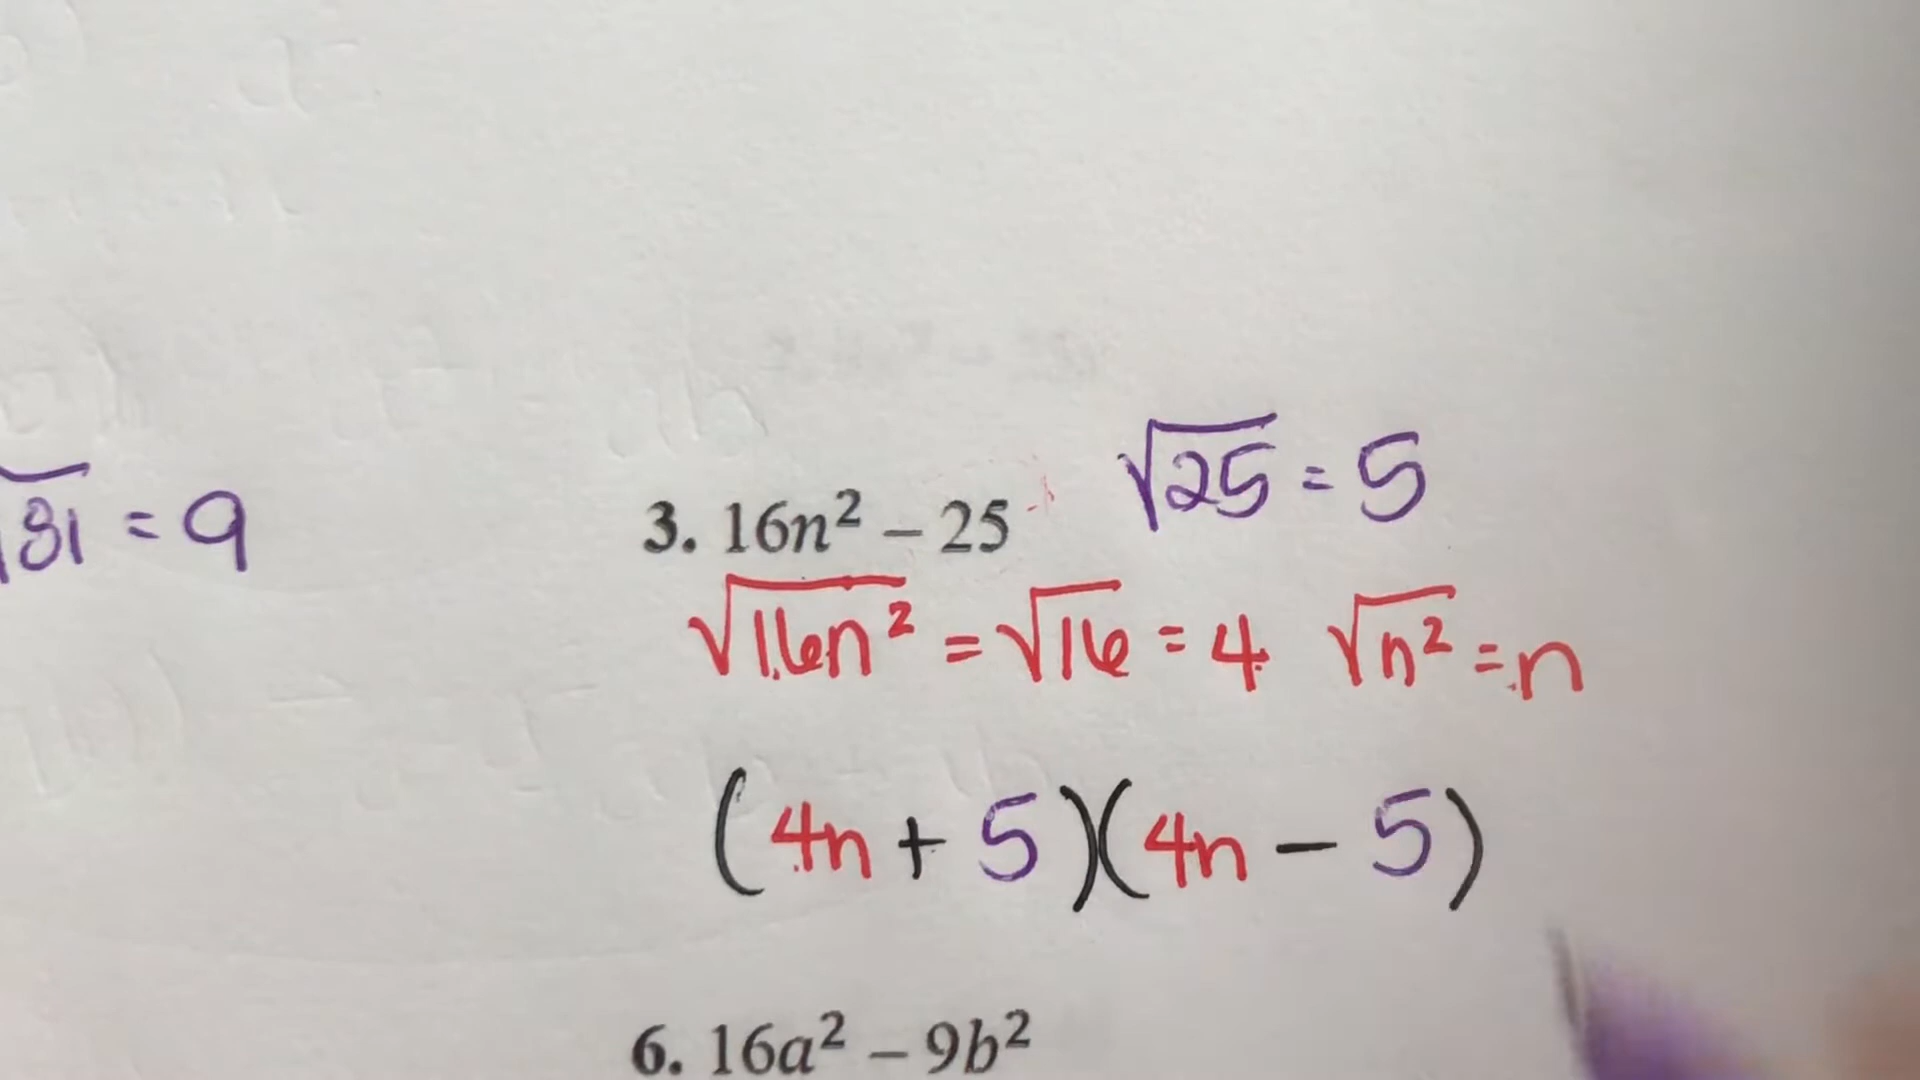 √25 = 5
√81 = 9
3. 16n² – 25
√16n² = √16 = 4 √n² = n
(4n + 5)(4n – 5)
6. 16a² – 9b²